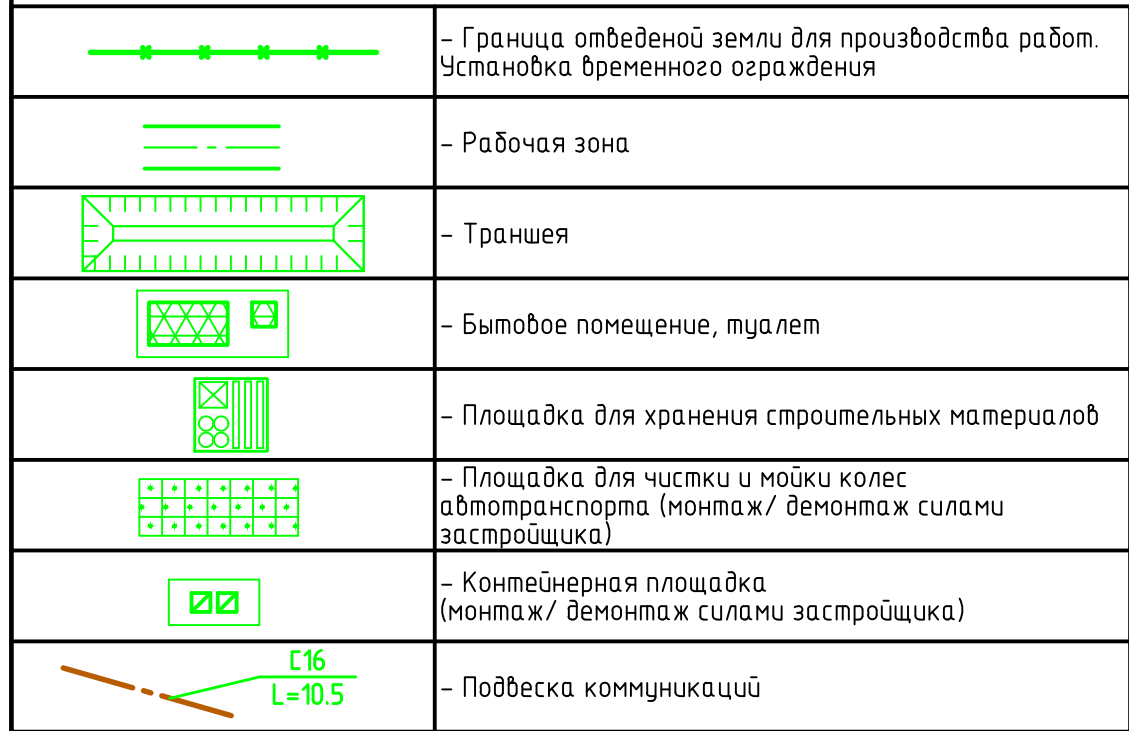 - Граница отведеной земли для производства работ.
Установка временного ограждения
- Рабочая зона
- Траншея
- Бытовое помещение, туалет
- Площадка для хранения строительных материалов
- Площадка для чистки и мойки колес
автотранспорта (монтаж/ демонтаж силами
застройщика)
- Контейнерная площадка
(монтаж/ демонтаж силами застройщика)
[16
L=10.5
- Подвеска коммуникаций